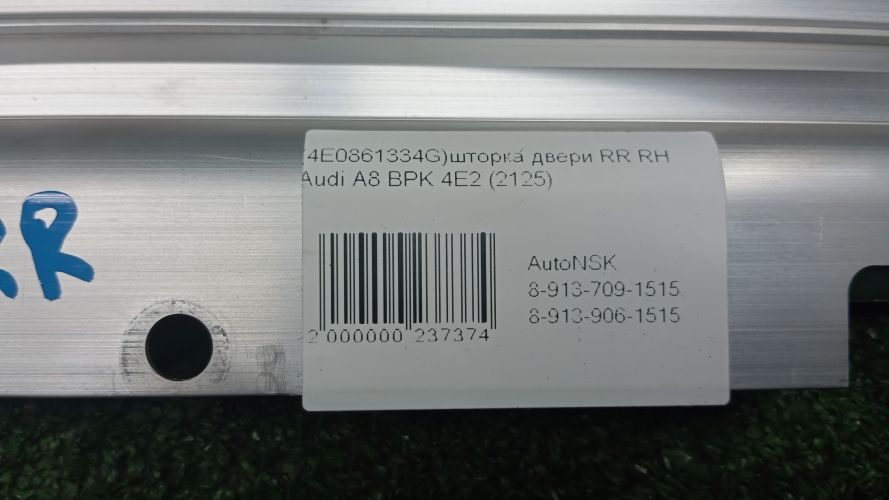 4E0861334G)шторка двери RR RH
Audi A8 BPK 4E2 (2125)
AutoNSK
8-913-709-1515,
8-913-906-1515
2 000000 237374
RR